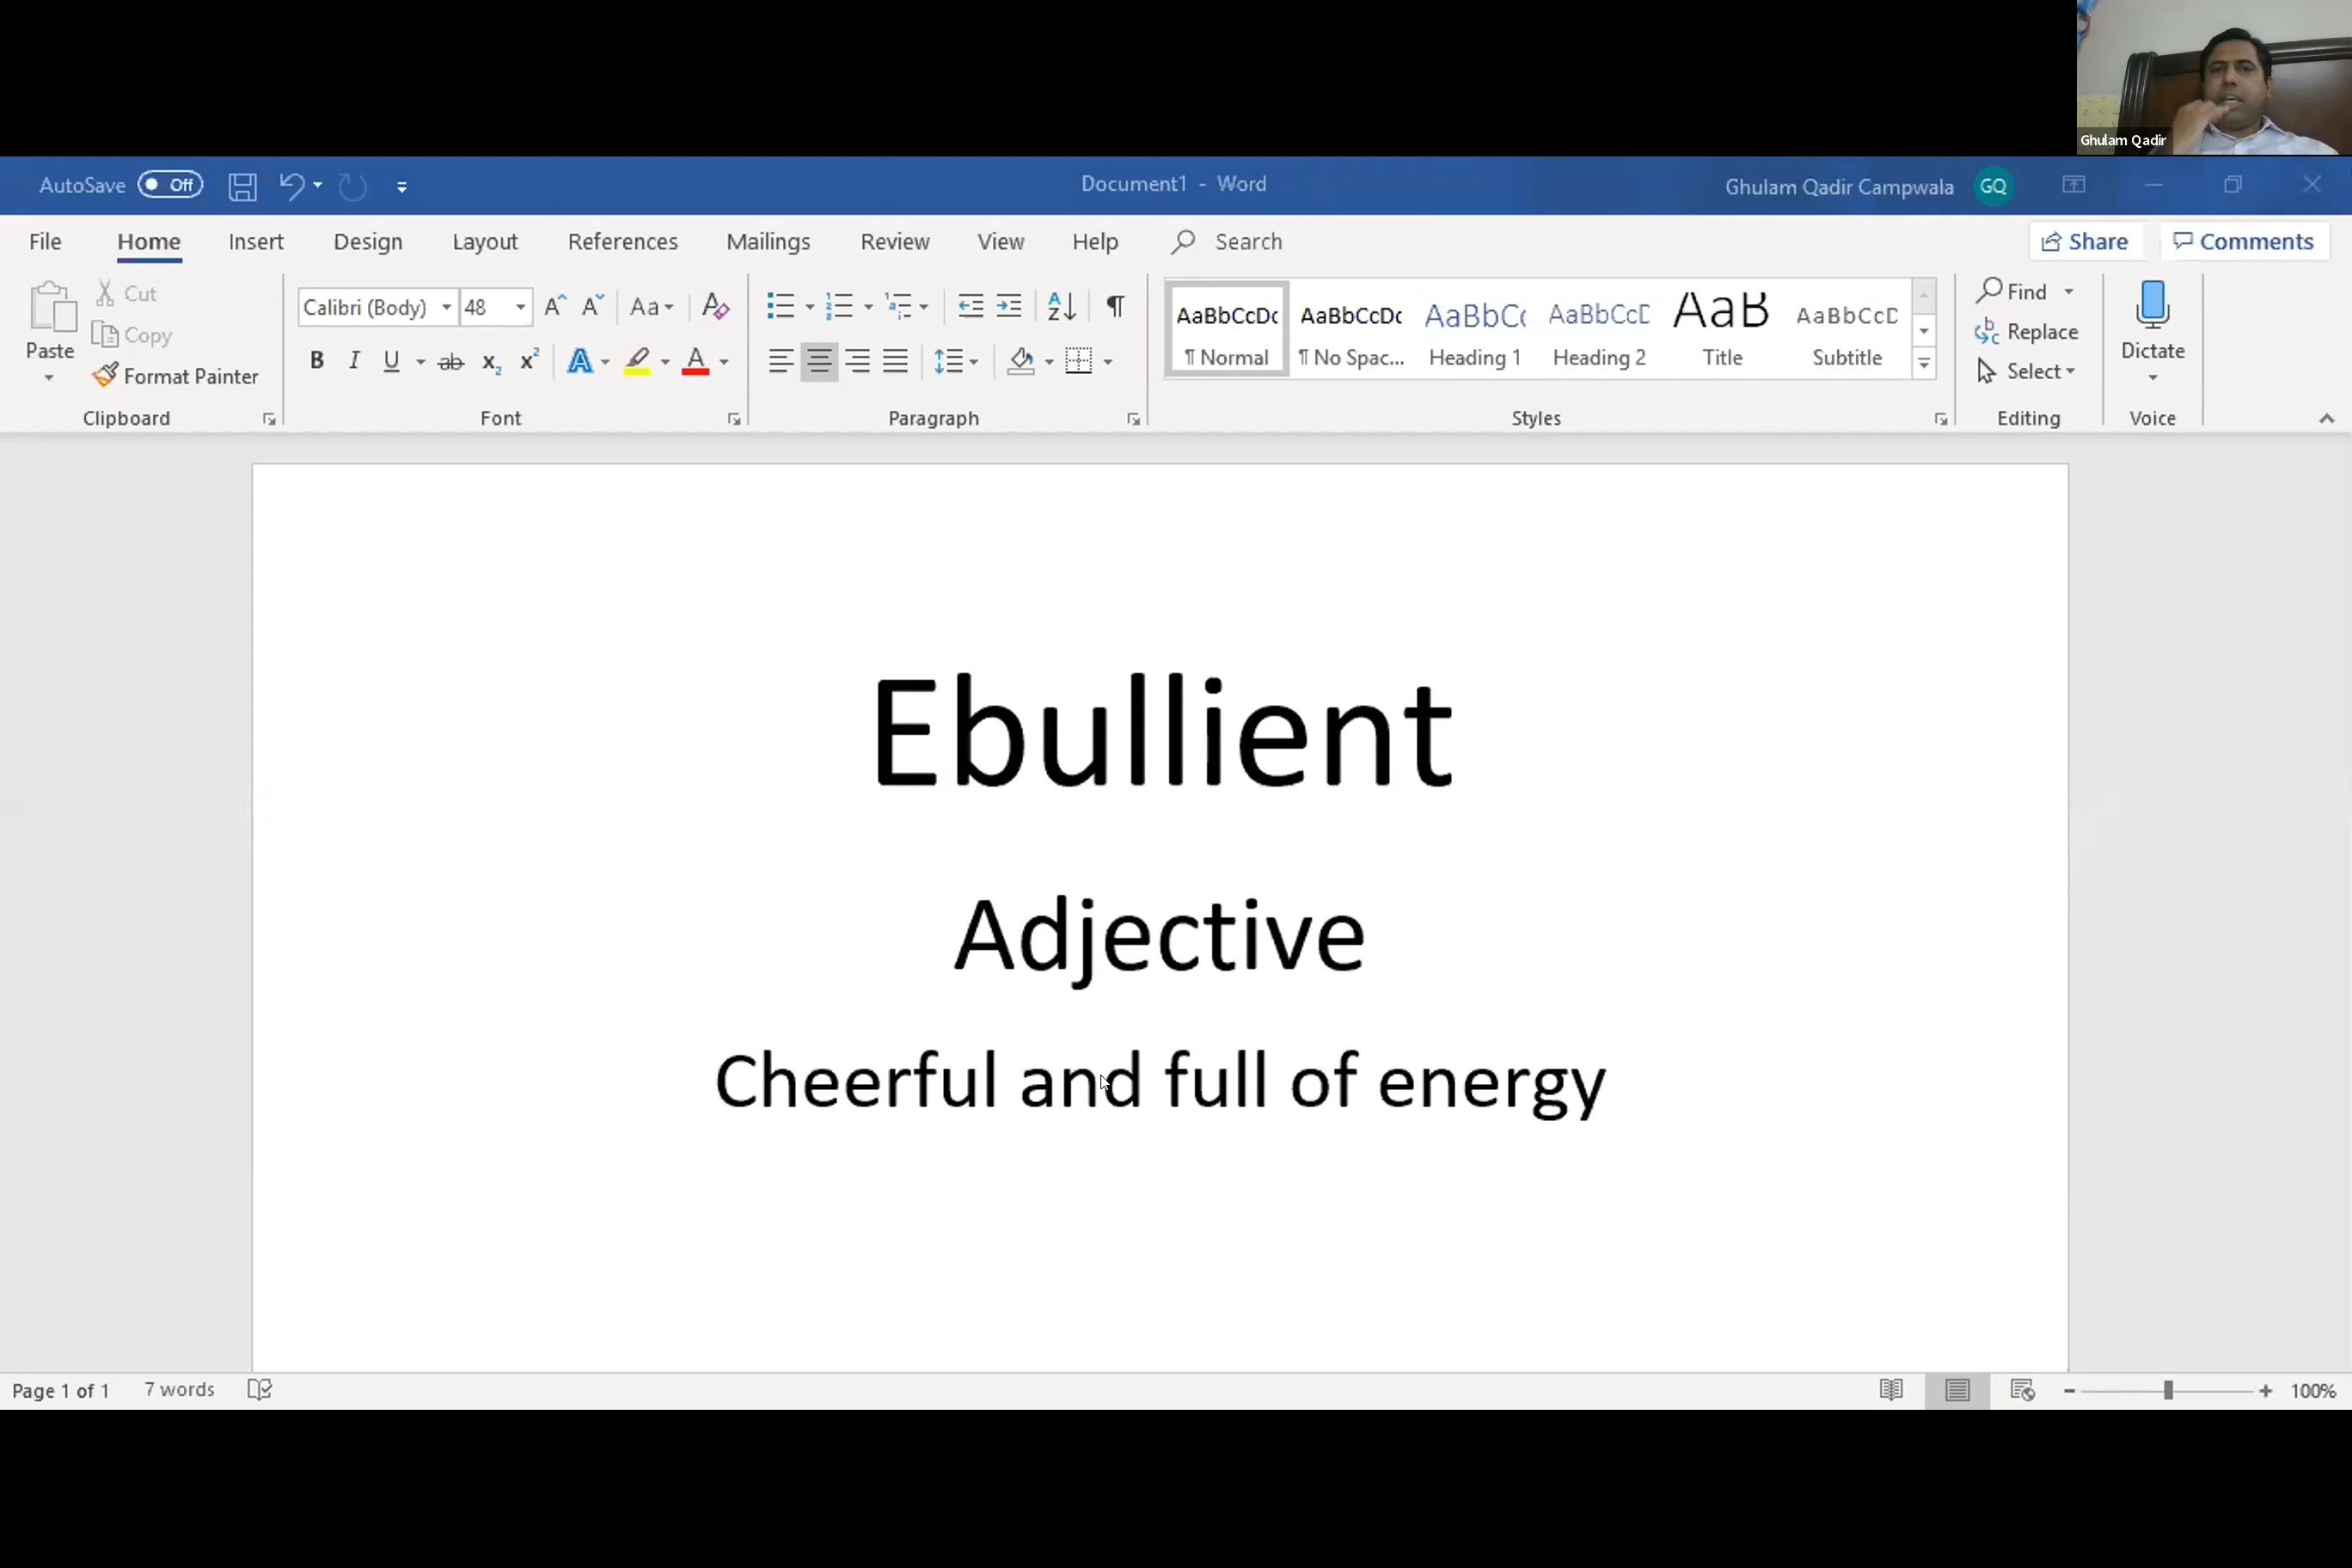 Ghulam Qadir
AutoSave Off Document1 - Word Ghulam Qadir Campwala GQ
File Home Insert Design Layout References Mailings Review View Help Search Share Comments
Paste
Cut
Copy
Format Painter
Clipboard
Calibri (Body) 48
Font
Paragraph
AaBbCcDc AaBbCcDc AaBbC( AaBbCcD AaB AaBbCcD
¶ Normal ¶ No Spac... Heading 1 Heading 2 Title Subtitle
Styles
Find
Replace
Select
Editing
Dictate
Voice
Ebullient
Adjective
Cheerful and full of energy
Page 1 of 1 7 words 100%